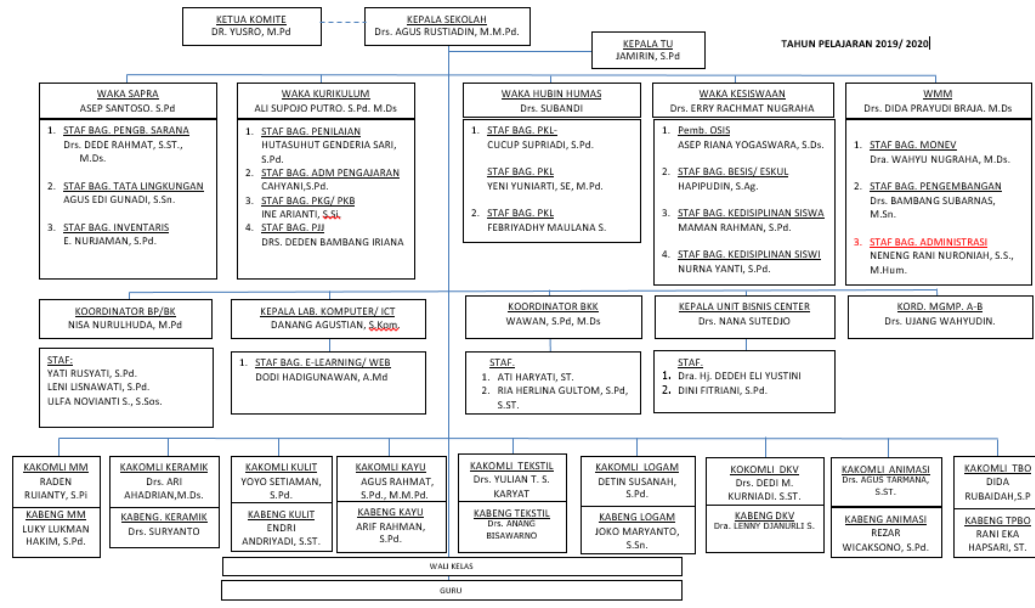 KETUA KOMITE
DR. YUSRO, M.Pd
KEPALA SEKOLAH
Drs. AGUS RUSTIADIN, M.M.Pd.
KEPALA TU
JAMIRIN, S.Pd
TAHUN PELAJARAN 2019/ 2020
WAKA SAPRA
ASEP SANTOSO. S.Pd
1. STAF BAG. PENGB. SARANA
Drs. DEDE RAHMAT, S.ST.,
M.Ds.
2. STAF BAG. TATA LINGKUNGAN
AGUS EDI GUNADI, S.Sn.
3. STAF BAG. INVENTARIS
E. NURJAMAN, S.Pd.
WAKA KURIKULUM
ALI SUPOJO PUTRO. S.Pd. M.Ds
1. STAF BAG. PENILAIAN
HUTASUHUT GENDERIA SARI,
S.Pd.
2. STAF BAG. ADM PENGAJARAN
CAHYANI,S.Pd.
3. STAF BAG. PKG/ PKB
INE ARIANTI, S.Si.
4. STAF BAG. PJJ
DRS. DEDEN BAMBANG IRIANA
WAKA HUBIN HUMAS
Drs. SUBANDI
1. STAF BAG. PKL-
CUCUP SUPRIADI, S.Pd.
STAF BAG. PKL
YENI YUNIARTI, SE, M.Pd.
2. STAF BAG. PKL
FEBRIYADHY MAULANA S.
WAKA KESISWAAN
Drs. ERRY RACHMAT NUGRAHA
1. Pemb. OSIS
ASEP RIANA YOGASWARA, S.Ds.
2. STAF BAG. BESIS/ ESKUL
HAPIPUDIN, S.Ag.
3. STAF BAG. KEDISIPLINAN SISWA
MAMAN RAHMAN, S.Pd.
4. STAF BAG. KEDISIPLINAN SISWI
NURNA YANTI, S.Pd.
WMM
Drs. DIDA PRAYUDI BRAJA. M.Ds
1. STAF BAG. MONEV
Dra. WAHYU NUGRAHA, M.Ds.
2. STAF BAG. PENGEMBANGAN
Drs. BAMBANG SUBARNAS,
M.Sn.
3. STAF BAG. ADMINISTRASI
NENENG RANI NURONIAH, S.S.,
M.Hum.
KOORDINATOR BP/BK
NISA NURULHUDA, M.Pd
STAF:
YATI RUSYATI, S.Pd.
LENI LISNAWATI, S.Pd.
ULFA NOVIANTI S., S.Sos.
KEPALA LAB. KOMPUTER/ ICT
DANANG AGUSTIAN, S.Kom.
1. STAF BAG. E-LEARNING/ WEB
DODI HADIGUNAWAN, A.Md
KOORDINATOR BKK
WAWAN, S.Pd, M.Ds
STAF.
1. ATI HARYATI, ST.
2. RIA HERLINA GULTOM, S.Pd,
S.ST.
KEPALA UNIT BISNIS CENTER
Drs. NANA SUTEDJO
STAF.
1. Dra. Hj. DEDEH ELI YUSTINI
2. DINI FITRIANI, S.Pd.
KORD. MGMP. A-B
Drs. UJANG WAHYUDIN.
KAKOMLI MM
RADEN
RUIANTY, S.Pi
KABENG MM
LUKY LUKMAN
HAKIM, S.Pd.
KAKOMLI KERAMIK
Drs. ARI
AHADRIAN,M.Ds.
KABENG. KERAMIK
Drs. SURYANTO
KAKOMLI KULIT
YOYO SETIAMAN,
S.Pd.
KABENG KULIT
ENDRI
ANDRIYADI, S.ST.
KAKOMLI KAYU
AGUS RAHMAT,
S.Pd., M.M.Pd.
KABENG KAYU
ARIF RAHMAN,
S.Pd.
KAKOMLI TEKSTIL
Drs. YULIAN T. S.
KARYAT
KABENG TEKSTIL
Drs. ANANG
BISAWARNO
KAKOMLI LOGAM
DETIN SUSANAH,
S.Pd.
KABENG LOGAM
JOKO MARYANTO,
S.Sn.
KOKOMLI DKV
Drs. DEDI M.
KURNIADI. S.ST.
KABENG DKV
Dra. LENNY DJANURLI S.
KAKOMLI ANIMASI
Drs. AGUS TARMANA,
S.ST.
KABENG ANIMASI
REZAR
WICAKSONO, S.Pd.
KAKOMLI TBO
DIDA
RUBAIDAH,S.P
KABENG TPBO
RANI EKA
HAPSARI, ST.
WALI KELAS
GURU